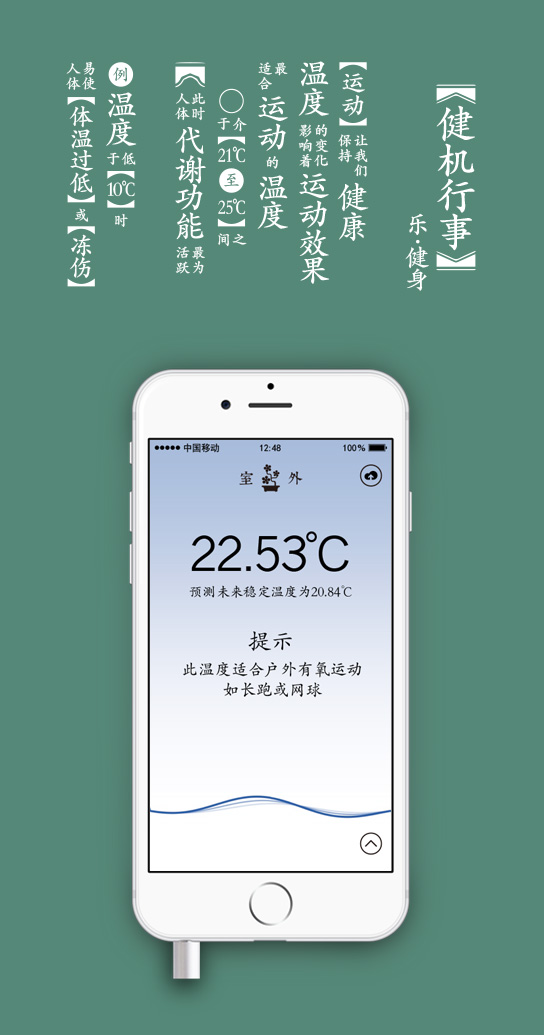 【健机行事】
乐·健身
【运动】让我们保持健康
温度的变化影响着运动效果
最适合运动的温度
○介于【21℃至25℃】之间
此时人体代谢功能最为活跃
例温度低于【10℃】时
易使人体【体温过低】或【冻伤】
中国移动 12:48 100%
室外
22.53℃
预测未来稳定温度为20.84℃
提示
此温度适合户外有氧运动
如长跑或网球